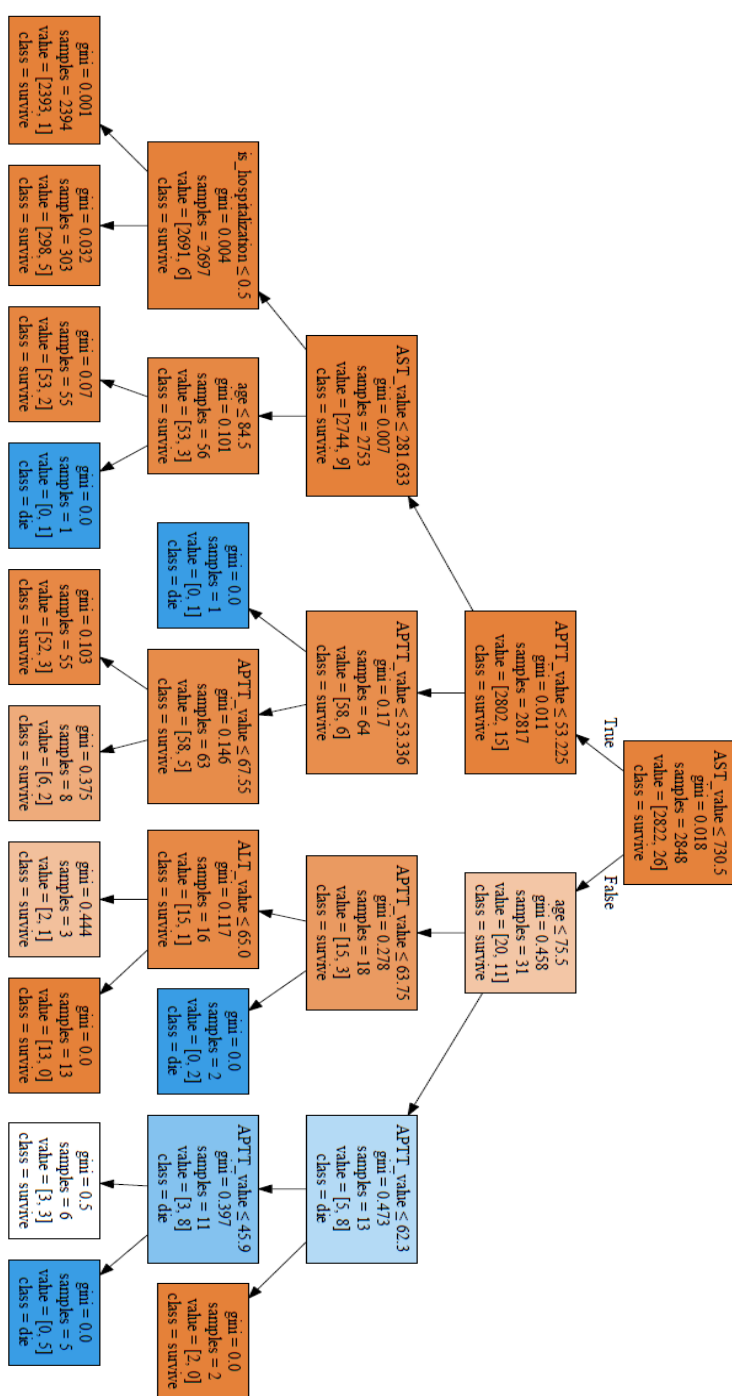 AST_value ≤ 730.5
gini = 0.018
samples = 2848
value = [2822, 26]
class = survive
True
False
APTT_value ≤ 53.225
gini = 0.011
samples = 2817
value = [2802, 15]
class = survive
age ≤ 75.5
gini = 0.458
samples = 31
value = [20, 11]
class = survive
AST_value ≤ 281.633
gini = 0.007
samples = 2753
value = [2744, 9]
class = survive
APTT_value ≤ 53.336
gini = 0.17
samples = 64
value = [58, 6]
class = survive
APTT_value ≤ 63.75
gini = 0.278
samples = 18
value = [15, 3]
class = survive
APTT_value ≤ 62.3
gini = 0.473
samples = 13
value = [5, 8]
class = die
is_hospitalization ≤ 0.5
gini = 0.004
samples = 2697
value = [2691, 6]
class = survive
age ≤ 84.5
gini = 0.101
samples = 56
value = [53, 3]
class = survive
gini = 0.0
samples = 1
value = [0, 1]
class = die
APTT_value ≤ 67.55
gini = 0.146
samples = 63
value = [58, 5]
class = survive
ALT_value ≤ 65.0
gini = 0.117
samples = 16
value = [15, 1]
class = survive
gini = 0.0
samples = 2
value = [0, 2]
class = die
APTT_value ≤ 45.9
gini = 0.397
samples = 11
value = [3, 8]
class = die
gini = 0.0
samples = 2
value = [2, 0]
class = survive
gini = 0.001
samples = 2394
value = [2393, 1]
class = survive
gini = 0.032
samples = 303
value = [298, 5]
class = survive
gini = 0.07
samples = 55
value = [53, 2]
class = survive
gini = 0.0
samples = 1
value = [0, 1]
class = die
gini = 0.103
samples = 55
value = [52, 3]
class = survive
gini = 0.375
samples = 8
value = [6, 2]
class = survive
gini = 0.444
samples = 3
value = [2, 1]
class = survive
gini = 0.0
samples = 13
value = [13, 0]
class = survive
gini = 0.5
samples = 6
value = [3, 3]
class = survive
gini = 0.0
samples = 5
value = [0, 5]
class = die